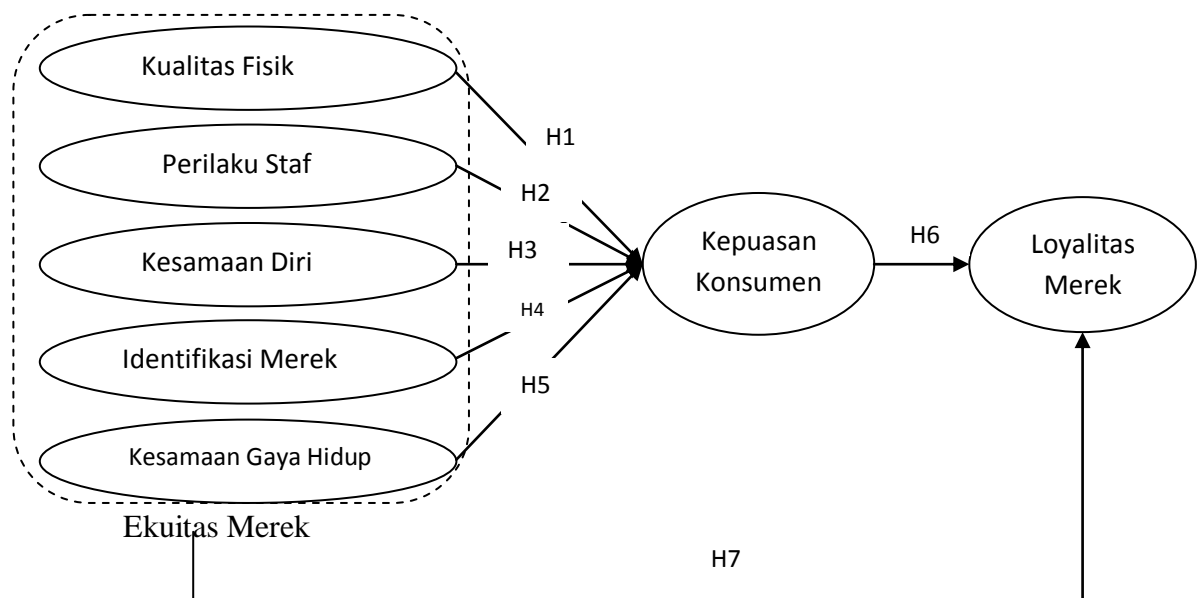 Kualitas Fisik
H1
Perilaku Staf
H2
Kesamaan Diri
H3
Kepuasan
Konsumen
H6
Loyalitas
Merek
H4
Identifikasi Merek
H5
Kesamaan Gaya Hidup
Ekuitas Merek
H7